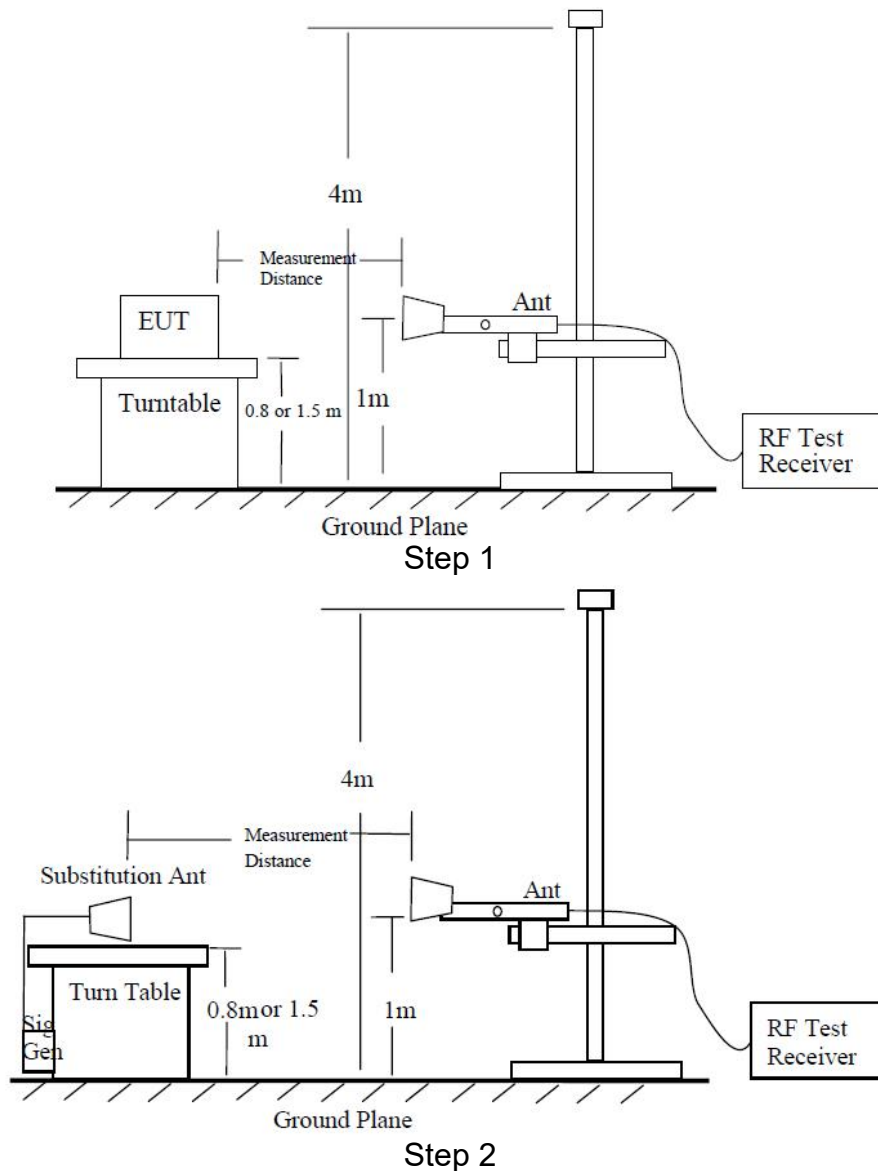 4m
Measurement
Distance
Ant
EUT
1m
0.8 or 1.5 m
Turntable
RF Test
Receiver
Ground Plane
Step 1
4m
Measurement
Distance
Substitution Ant
Ant
Turn Table
0.8m or 1.5
m
1m
Sig
Gen
RF Test
Receiver
Ground Plane
Step 2